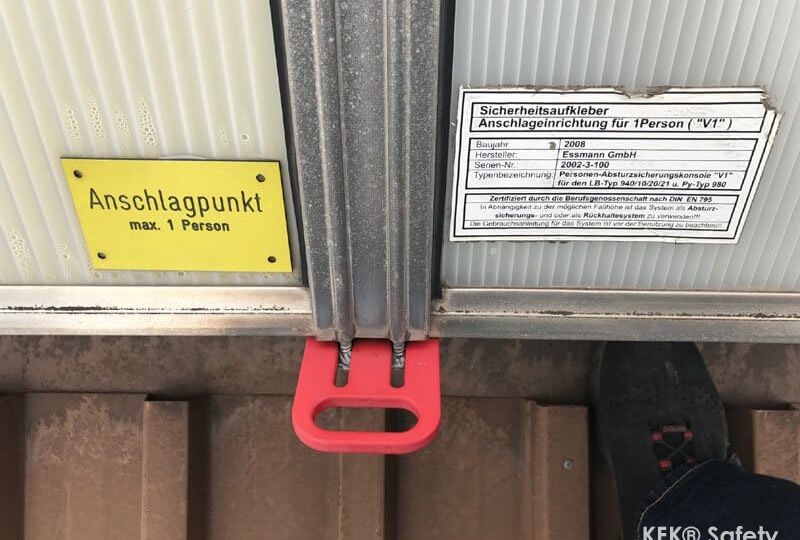 Anschlagpunkt
max. 1 Person
Sicherheitsaufkleber
Anschlageinrichtung für 1Person ( "V1" )
Baujahr 2008
Hersteller: Essmann GmbH
Serien-Nr.: 2002-3-100
Typenbezeichnung: Personen-Absturzsicherungskonsole "V1"
für den LB-Typ 940/10/20/21 u. Py-Typ 980
Zertifiziert durch die Berufsgenossenschaft nach DIN EN 795
In Abhängigkeit zu der möglichen Fallhöhe ist das System als Absturz-
sicherungs- und oder als Rückhaltesystem zu verwenden!!!
Die Gebrauchsanleitung für das System ist vor der Benutzung zu beachten!!!
KEK® Safety